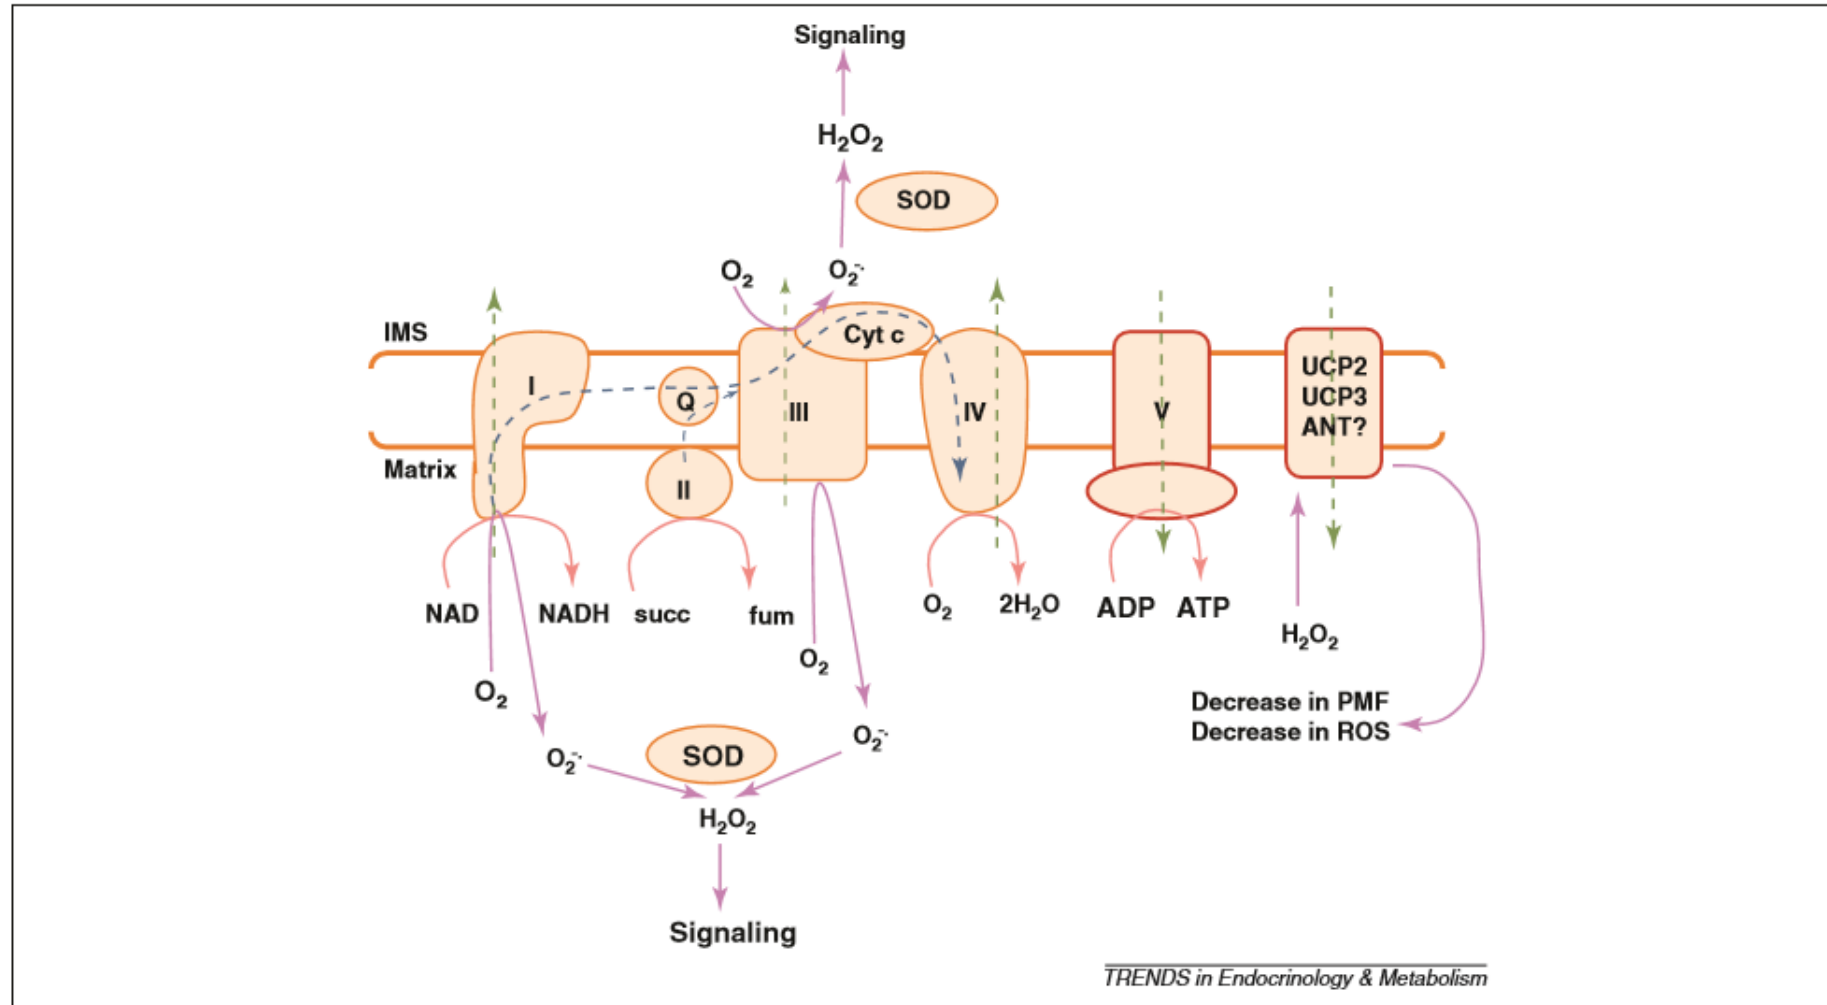 Signaling
H₂O₂
SOD
O₂ O₂⁻·
IMS
Cyt c
I
Q
III
IV
V
UCP2
UCP3
ANT?
Matrix
II
NAD NADH succ fum O₂ 2H₂O ADP ATP
H₂O₂
O₂
O₂
Decrease in PMF
Decrease in ROS
O₂⁻· SOD O₂⁻·
H₂O₂
Signaling
TRENDS in Endocrinology & Metabolism